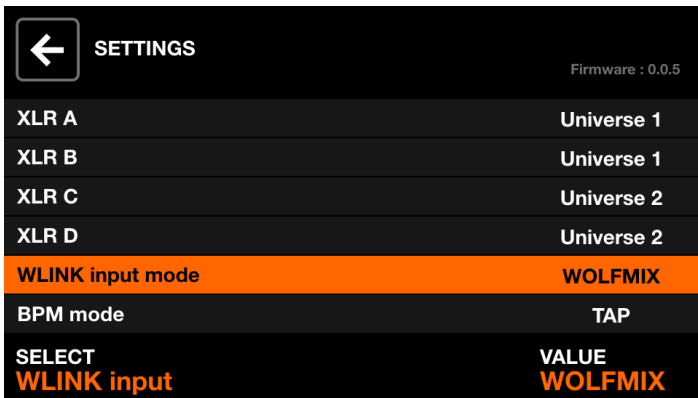 SETTINGS
Firmware : 0.0.5
XLR A Universe 1
XLR B Universe 1
XLR C Universe 2
XLR D Universe 2
WLINK input mode WOLFMIX
BPM mode TAP
SELECT VALUE
WLINK input WOLFMIX